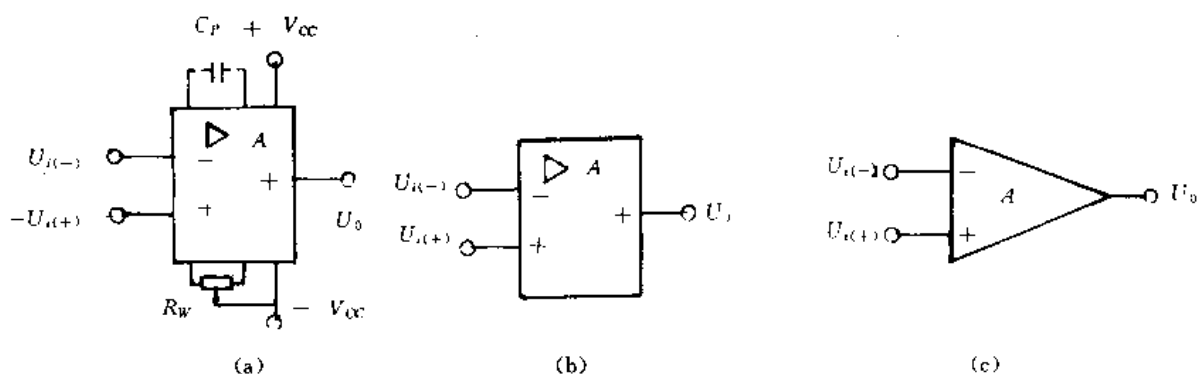 C_P + V_CC
A
U_i(-)
-
+
-U_i(+)
+
U_0
R_W
- V_CC
(a)
A
U_i(-)
-
+
U_0
U_i(+)
+
(b)
U_i(-)
-
A
U_0
U_i(+)
+
(c)